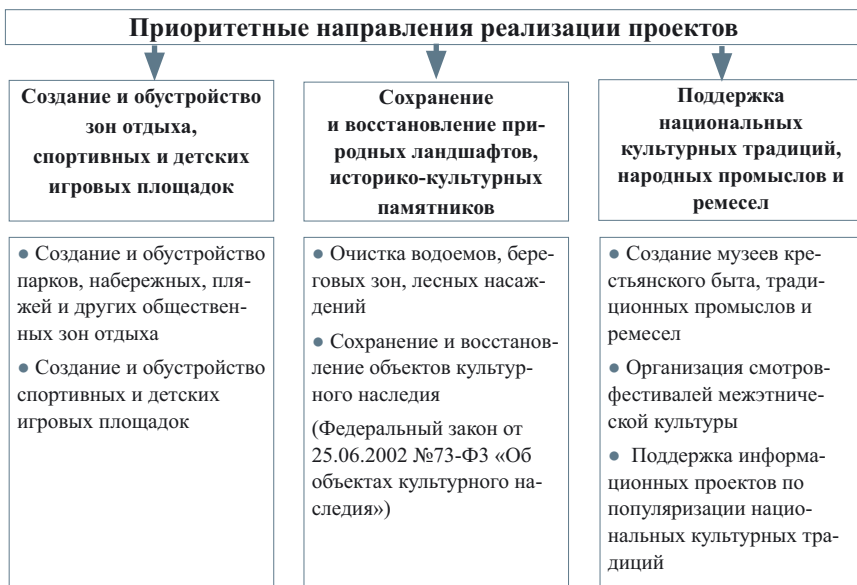 Приоритетные направления реализации проектов
Создание и обустройство
зон отдыха,
спортивных и детских
игровых площадок
Сохранение
и восстановление при-
родных ландшафтов,
историко-культурных
памятников
Поддержка
национальных
культурных традиций,
народных промыслов и
ремесел
● Создание и обустройство
парков, набережных, пля-
жей и других обществен-
ных зон отдыха
● Создание и обустройство
спортивных и детских
игровых площадок
● Очистка водоемов, бере-
говых зон, лесных насаж-
дений
● Сохранение и восстанов-
ление объектов культур-
ного наследия
(Федеральный закон от
25.06.2002 №73-ФЗ «Об
объектах культурного на-
следия»)
● Создание музеев кре-
стьянского быта, тради-
ционных промыслов и
ремесел
● Организация смотров-
фестивалей межэтниче-
ской культуры
● Поддержка информа-
ционных проектов по
популяризации нацио-
нальных культурных тра-
диций